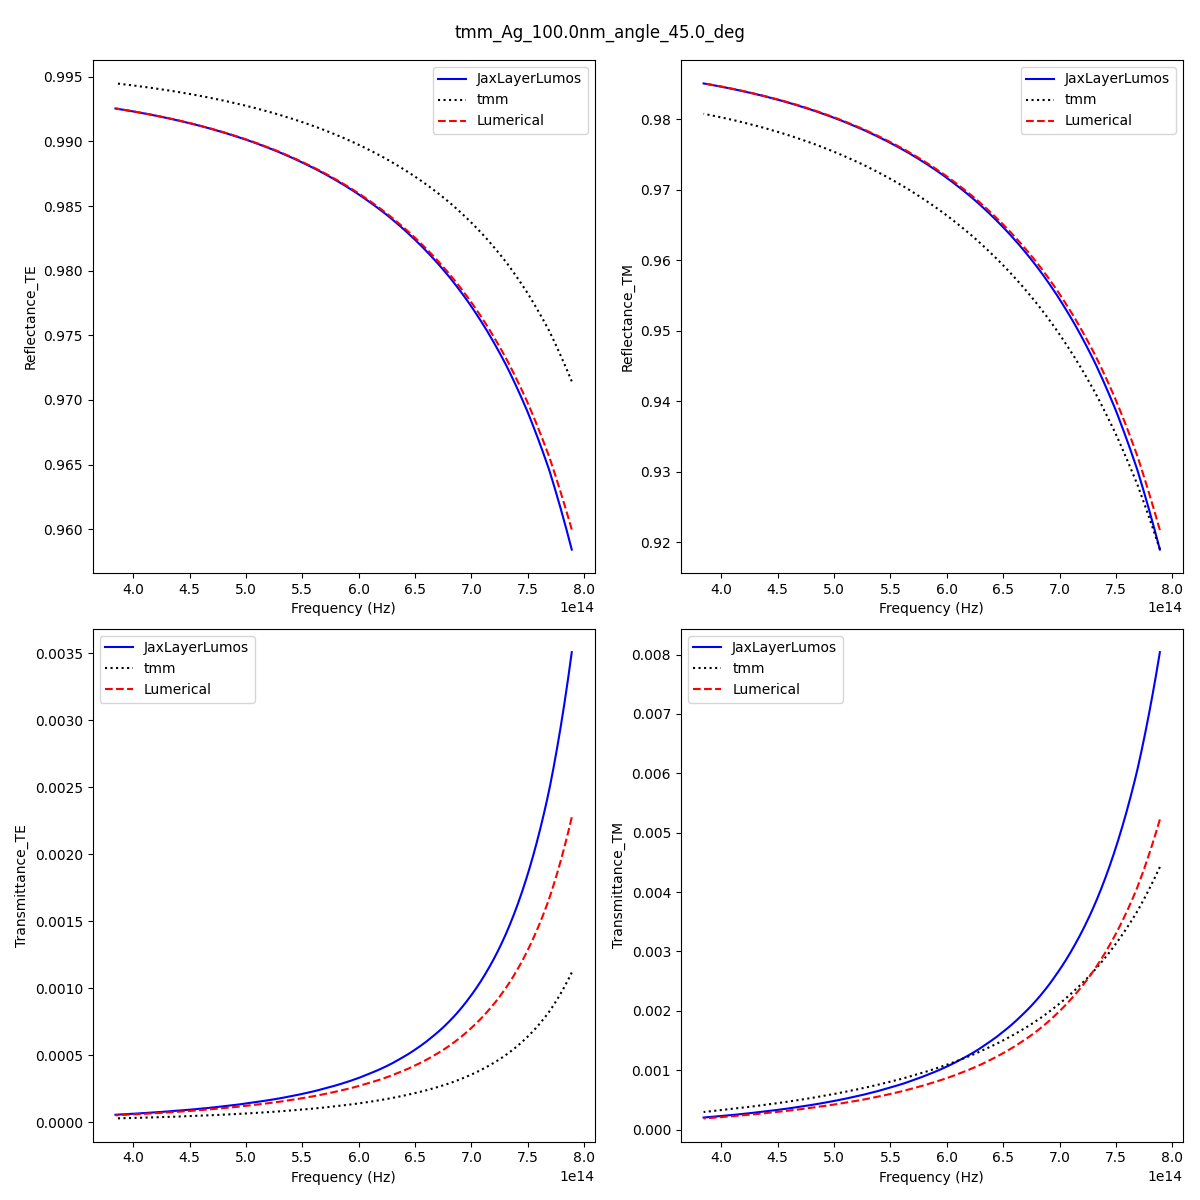 tmm_Ag_100.0nm_angle_45.0_deg
0.995
0.990
0.985
0.980
0.975
0.970
0.965
0.960
Reflectance_TE
JaxLayerLumos
tmm
Lumerical
4.0 4.5 5.0 5.5 6.0 6.5 7.0 7.5 8.0
Frequency (Hz)
1e14
0.98
0.97
0.96
0.95
0.94
0.93
0.92
Reflectance_TM
JaxLayerLumos
tmm
Lumerical
4.0 4.5 5.0 5.5 6.0 6.5 7.0 7.5 8.0
Frequency (Hz)
1e14
0.0035
0.0030
0.0025
0.0020
0.0015
0.0010
0.0005
0.0000
Transmittance_TE
JaxLayerLumos
tmm
Lumerical
4.0 4.5 5.0 5.5 6.0 6.5 7.0 7.5 8.0
Frequency (Hz)
1e14
0.008
0.007
0.006
0.005
0.004
0.003
0.002
0.001
0.000
Transmittance_TM
JaxLayerLumos
tmm
Lumerical
4.0 4.5 5.0 5.5 6.0 6.5 7.0 7.5 8.0
Frequency (Hz)
1e14